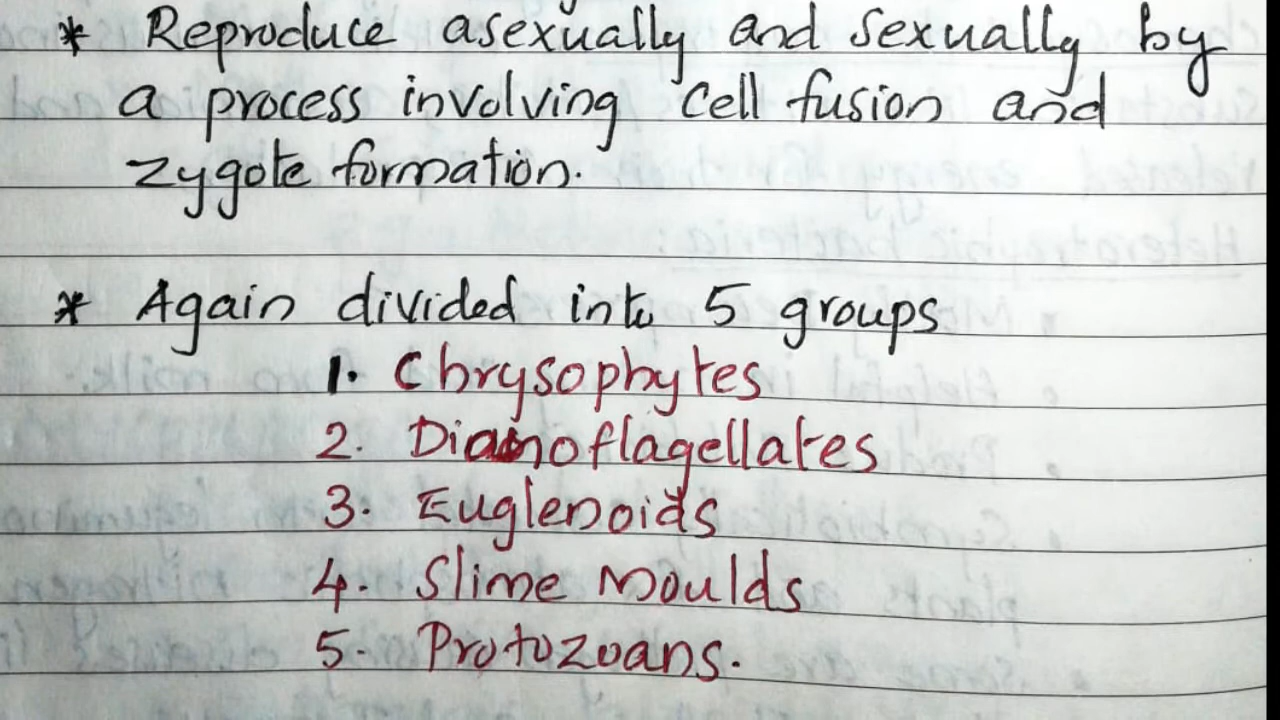 * Reproduce asexually and sexually by
a process involving cell fusion and
zygote formation.
* Again divided into 5 groups
1. Chrysophytes
2. Dianoflagellates
3. Euglenoids
4. Slime Moulds
5. Protozoans.